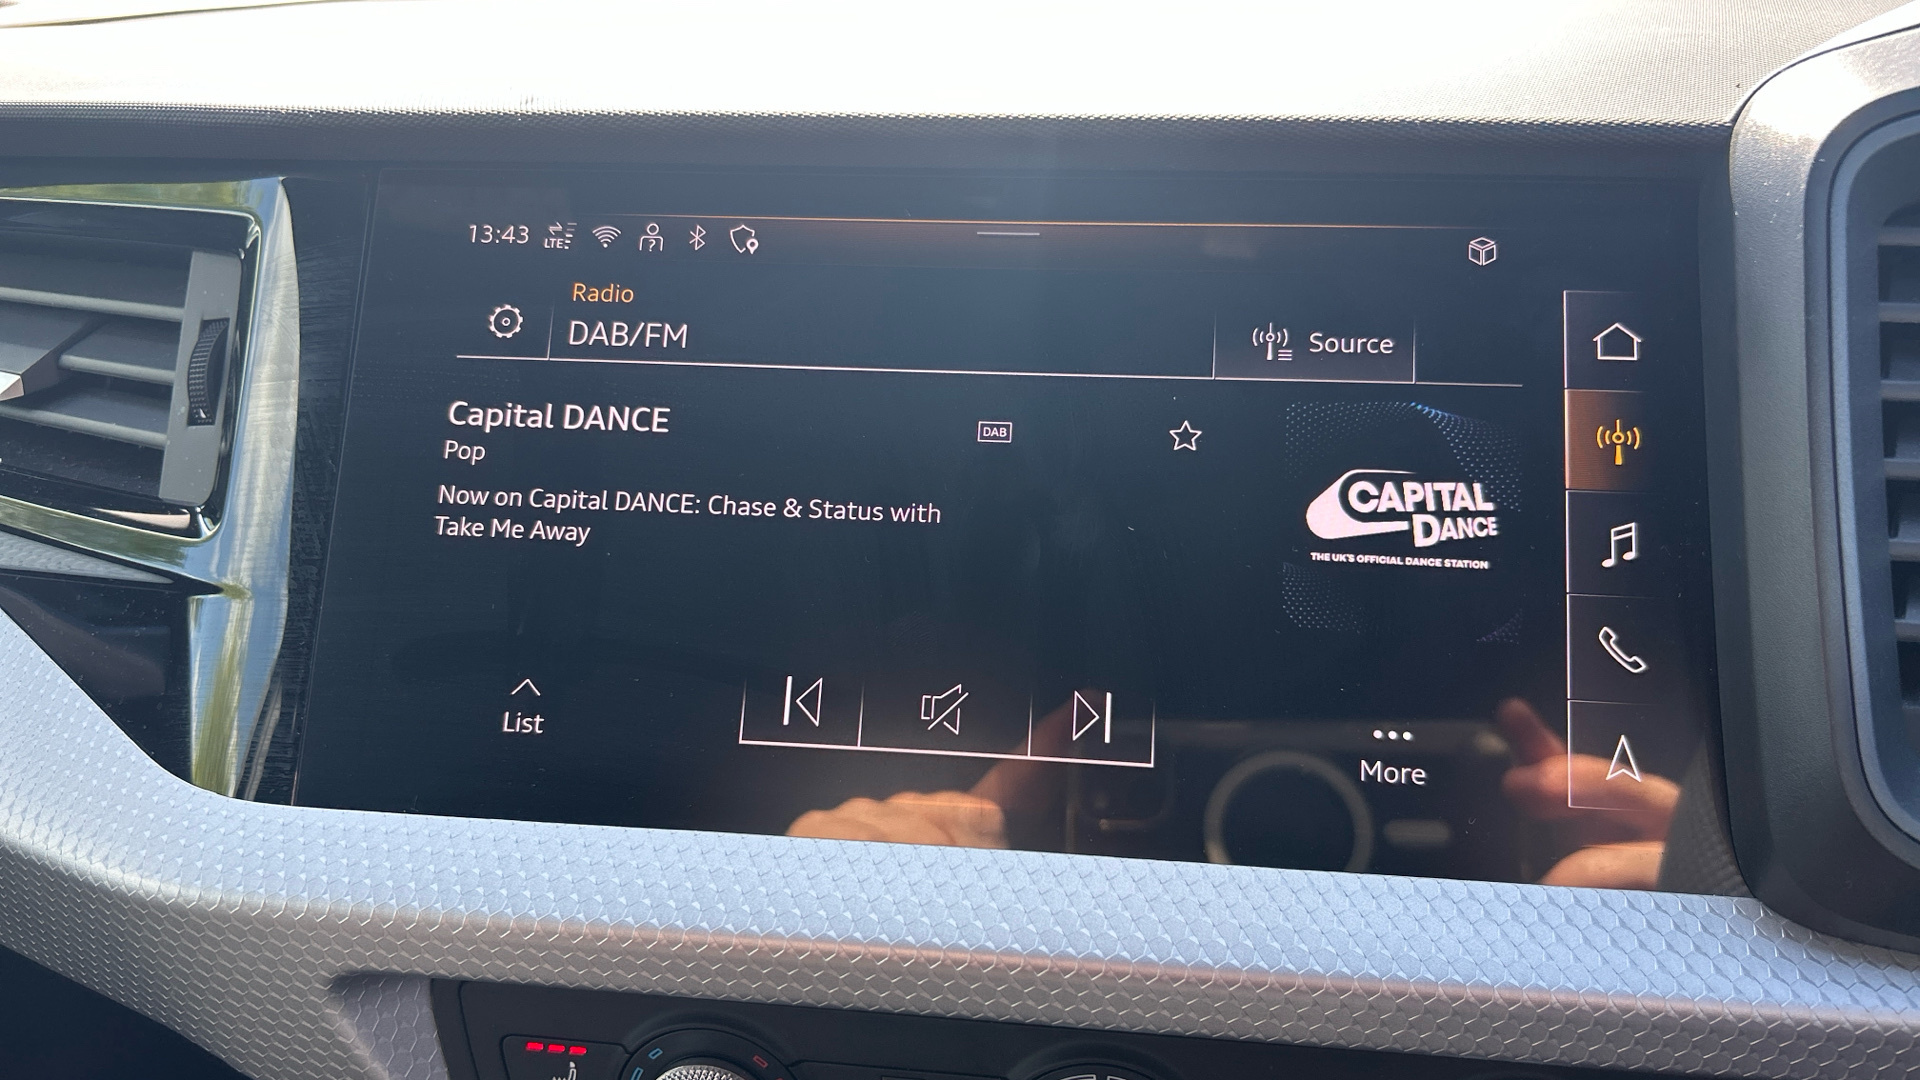 13:43 LTE
Radio
DAB/FM
Source
Capital DANCE
DAB
Pop
Now on Capital DANCE: Chase & Status with
Take Me Away
CAPITAL
DANCE
THE UK'S OFFICIAL DANCE STATION
List
More